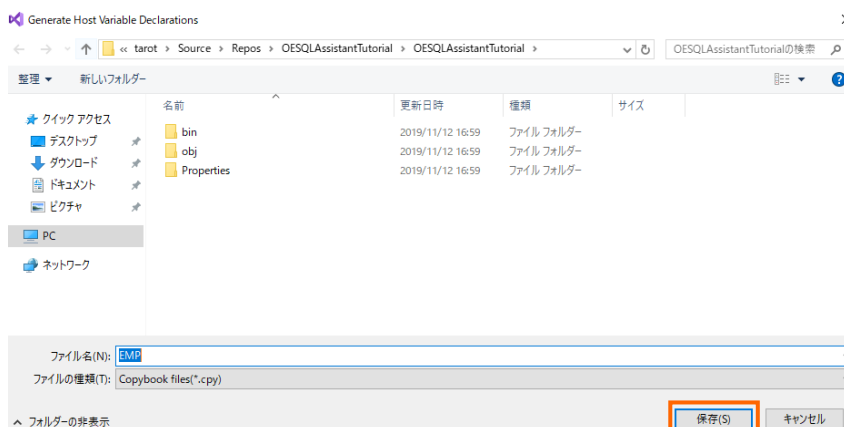 Generate Host Variable Declarations
« tarot › Source › Repos › OESQLAssistantTutorial › OESQLAssistantTutorial ›
OESQLAssistantTutorialの検索
整理 ▼ 新しいフォルダー
名前 更新日時 種類 サイズ
クイック アクセス
デスクトップ
ダウンロード
ドキュメント
ピクチャ
PC
ネットワーク
bin 2019/11/12 16:59 ファイル フォルダー
obj 2019/11/12 16:59 ファイル フォルダー
Properties 2019/11/12 16:59 ファイル フォルダー
ファイル名(N): EMP
ファイルの種類(T): Copybook files(*.cpy)
フォルダーの非表示 保存(S) キャンセル